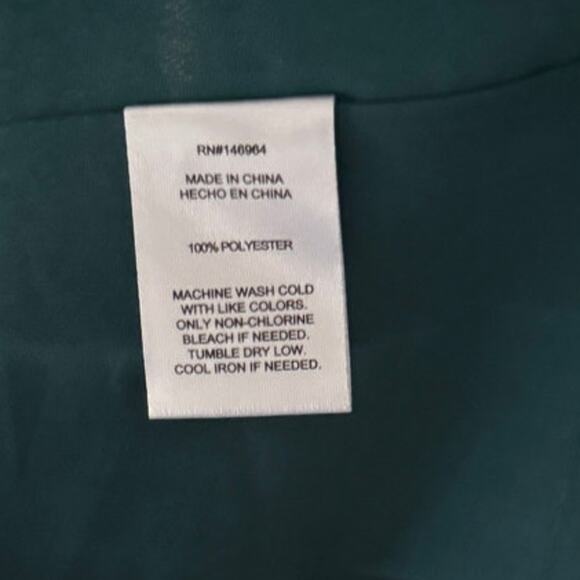 RN#146964
MADE IN CHINA
HECHO EN CHINA
100% POLYESTER
MACHINE WASH COLD
WITH LIKE COLORS.
ONLY NON-CHLORINE
BLEACH IF NEEDED.
TUMBLE DRY LOW.
COOL IRON IF NEEDED.